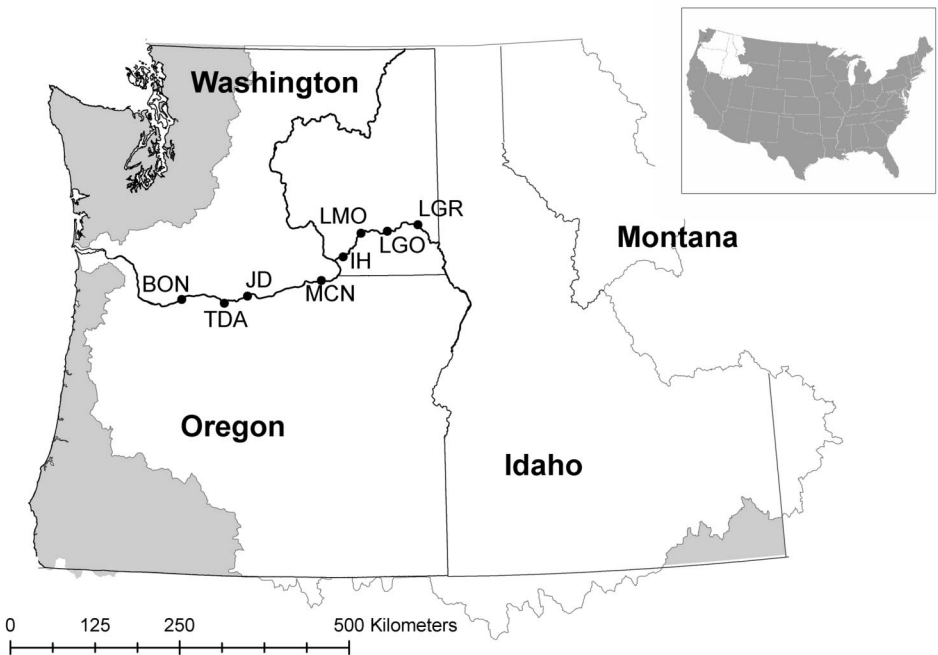 Washington
LGR
LMO
LGO
Montana
IH
BON
JD
MCN
TDA
Oregon
Idaho
0 125 250 500 Kilometers